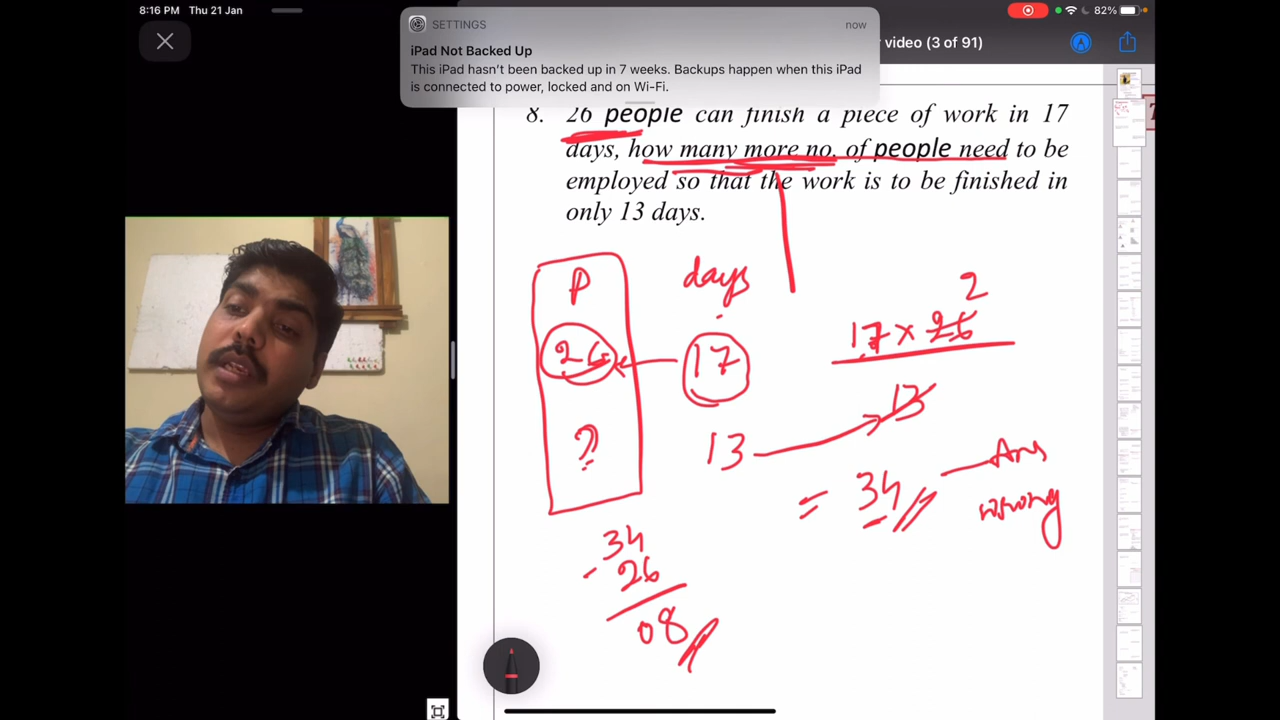 8:16 PM Thu 21 Jan
82%
SETTINGS
now
iPad Not Backed Up
This iPad hasn't been backed up in 7 weeks. Backups happen when this iPad
is connected to power, locked and on Wi-Fi.
video (3 of 91)
8. 26 people can finish a piece of work in 17
days, how many more no. of people need to be
employed so that the work is to be finished in
only 13 days.
P days
26 17
? 13
17 x 26 2
13
= 34 Ans
wrong
34
- 26
08